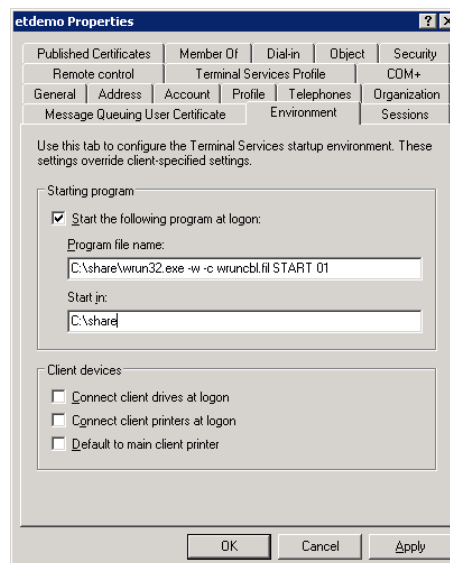 etdemo Properties
Published Certificates Member Of Dial-in Object Security
Remote control Terminal Services Profile COM+
General Address Account Profile Telephones Organization
Message Queuing User Certificate Environment Sessions
Use this tab to configure the Terminal Services startup environment. These
settings override client-specified settings.
Starting program
Start the following program at logon:
Program file name:
C:\share\wrun32.exe -w -c wruncbl.fil START 01
Start in:
C:\share
Client devices
Connect client drives at logon
Connect client printers at logon
Default to main client printer
OK Cancel Apply